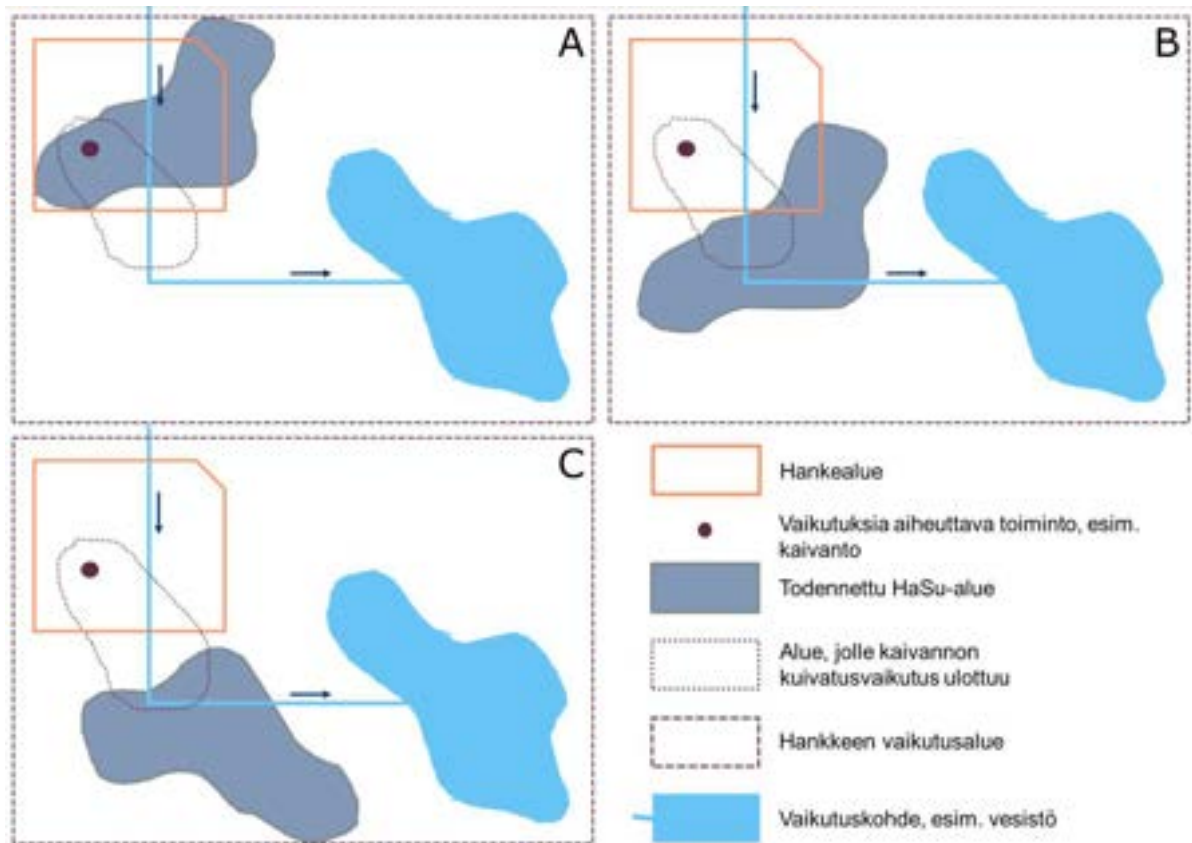 A
B
C
Hankealue
Vaikutuksia aiheuttava toiminto, esim.
kaivanto
Todennettu HaSu-alue
Alue, jolle kaivannon
kuivatusvaikutus ulottuu
Hankkeen vaikutusalue
Vaikutuskohde, esim. vesistö